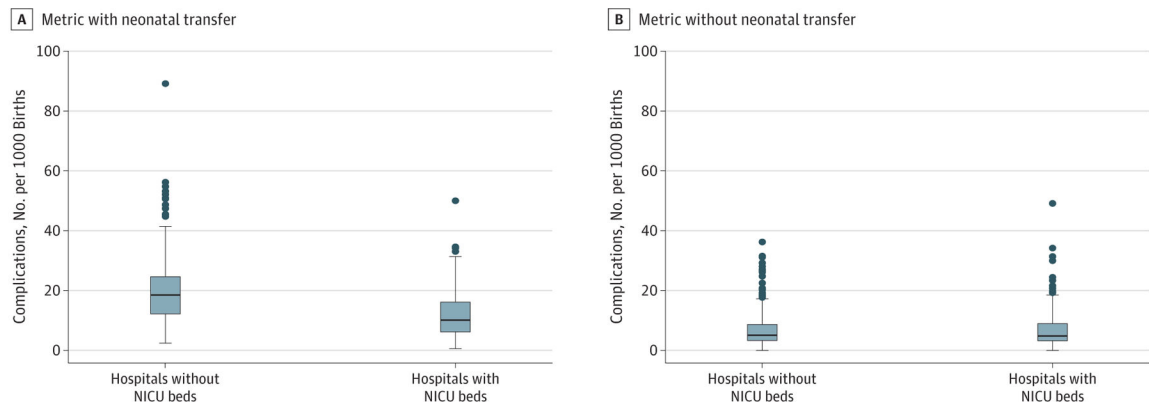 A Metric with neonatal transfer
Complications, No. per 1000 Births
100
80
60
40
20
0
Hospitals without
NICU beds
Hospitals with
NICU beds
B Metric without neonatal transfer
Complications, No. per 1000 Births
100
80
60
40
20
0
Hospitals without
NICU beds
Hospitals with
NICU beds